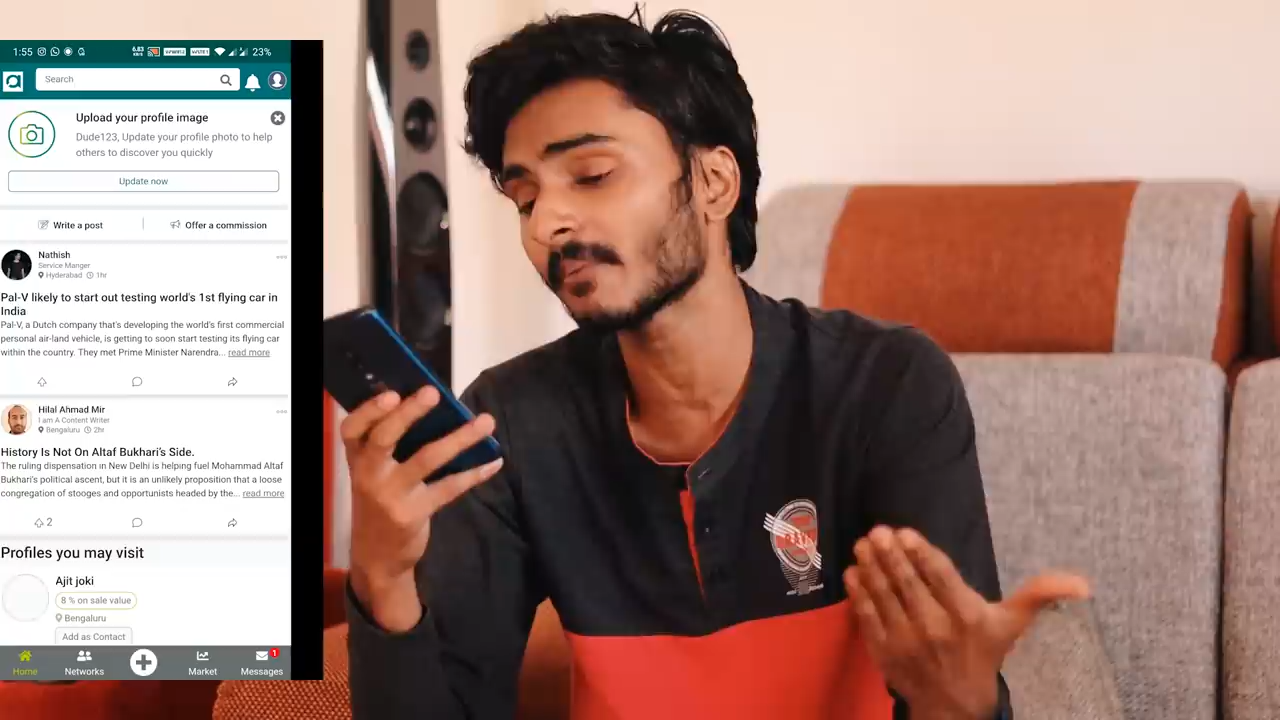 1:55
6.83
KB/S
23%
Search
Upload your profile image
Dude123, Update your profile photo to help
others to discover you quickly
Update now
Write a post
Offer a commission
Nathish
Service Manger
Hyderabad 1hr
Pal-V likely to start out testing world's 1st flying car in
India
Pal-V, a Dutch company that's developing the world's first commercial
personal air-land vehicle, is getting to soon start testing its flying car
within the country. They met Prime Minister Narendra... read more
Hilal Ahmad Mir
I am A Content Writer
Bengaluru 2hr
History Is Not On Altaf Bukhari's Side.
The ruling dispensation in New Delhi is helping fuel Mohammad Altaf
Bukhari's political ascent, but it is an unlikely proposition that a loose
congregation of stooges and opportunists headed by the... read more
2
Profiles you may visit
Ajit joki
8 % on sale value
Bengaluru
Add as Contact
Home
Networks
Market
1
Messages